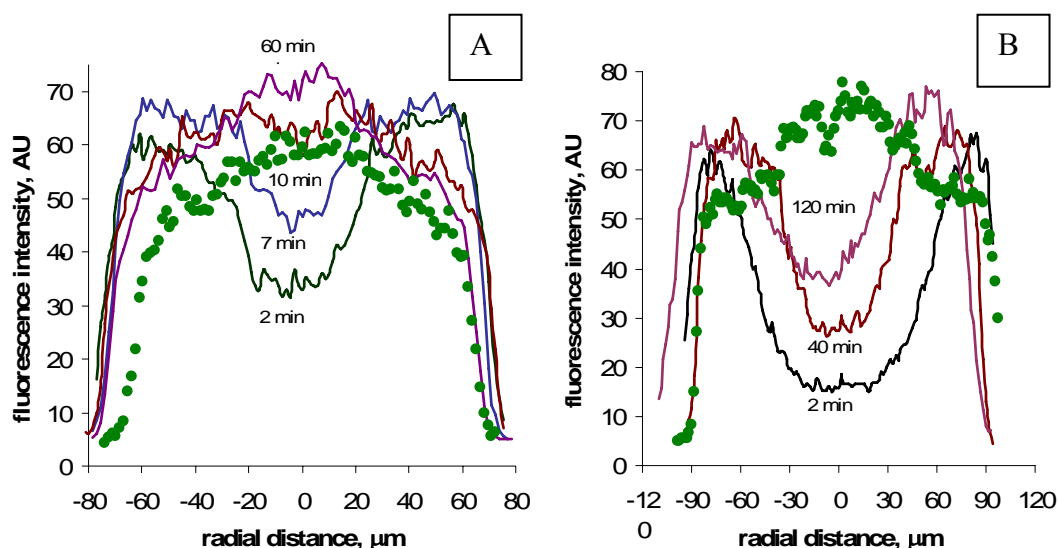 A
60 min
70
60
50
40
30
20
10
0
10 min
7 min
2 min
-80 -60 -40 -20 0 20 40 60 80
fluorescence intensity, AU
radial distance, µm
B
80
70
60
50
40
30
20
10
0
120 min
40 min
2 min
-12
0 -90 -60 -30 0 30 60 90 120
fluorescence intensity, AU
radial distance, µm